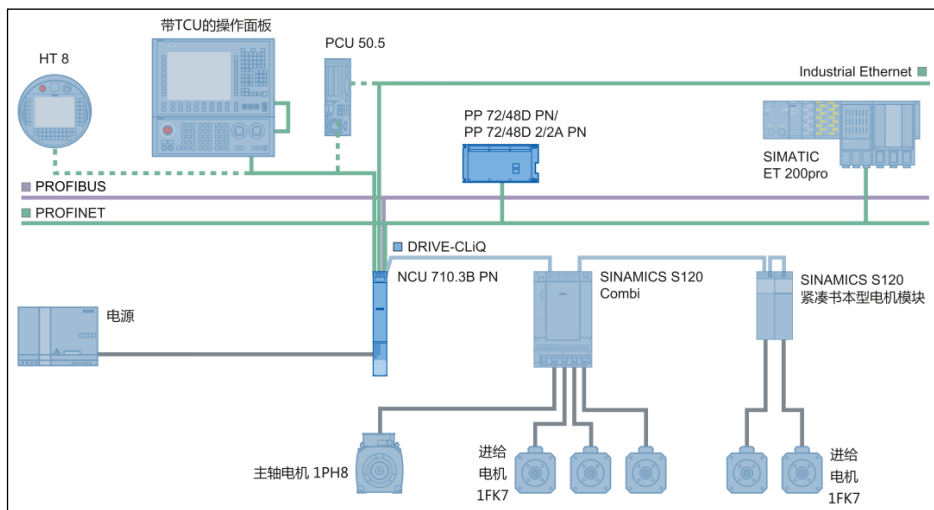 带TCU的操作面板
HT 8
PCU 50.5
Industrial Ethernet
PP 72/48D PN/
PP 72/48D 2/2A PN
SIMATIC
ET 200pro
PROFIBUS
PROFINET
DRIVE-CLiQ
NCU 710.3B PN
SINAMICS S120
Combi
SINAMICS S120
紧凑书本型电机模块
电源
主轴电机 1PH8
进给
电机
1FK7
进给
电机
1FK7